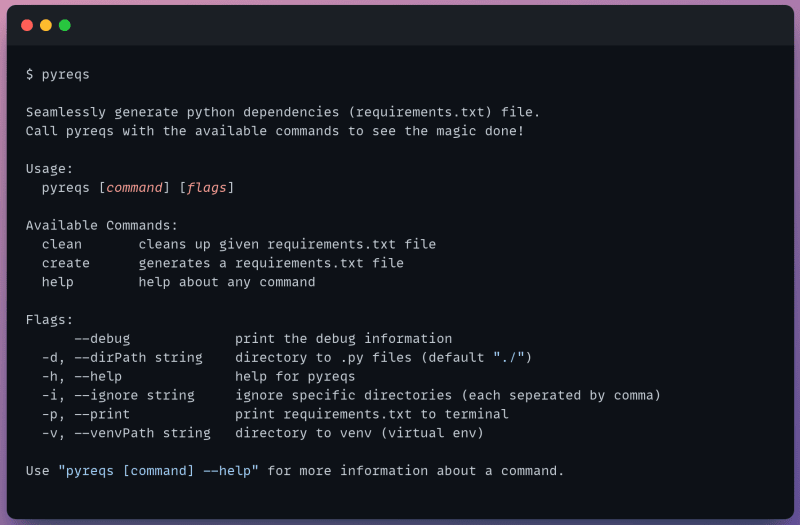 $ pyreqs
Seamlessly generate python dependencies (requirements.txt) file.
Call pyreqs with the available commands to see the magic done!
Usage:
pyreqs [command] [flags]
Available Commands:
clean cleans up given requirements.txt file
create generates a requirements.txt file
help help about any command
Flags:
--debug print the debug information
-d, --dirPath string directory to .py files (default "./")
-h, --help help for pyreqs
-i, --ignore string ignore specific directories (each seperated by comma)
-p, --print print requirements.txt to terminal
-v, --venvPath string directory to venv (virtual env)
Use "pyreqs [command] --help" for more information about a command.